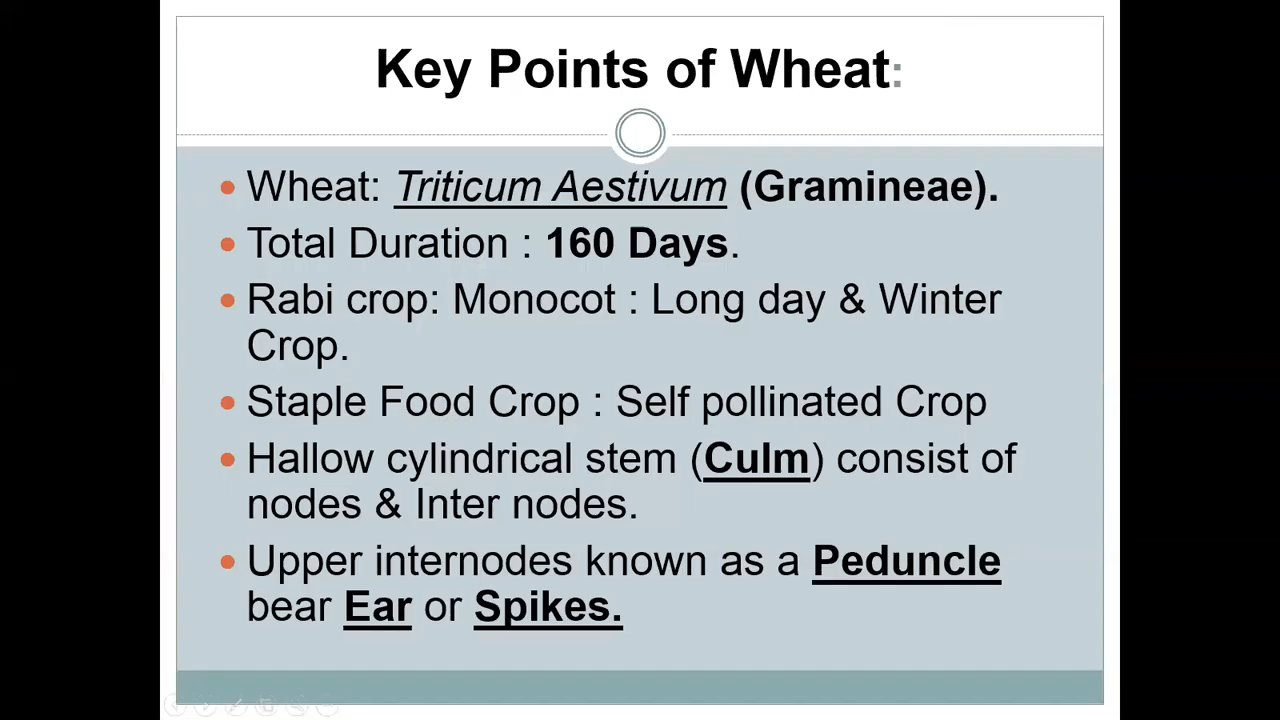 Key Points of Wheat:
• Wheat: Triticum Aestivum (Gramineae).
• Total Duration : 160 Days.
• Rabi crop: Monocot : Long day & Winter
Crop.
• Staple Food Crop : Self pollinated Crop
• Hallow cylindrical stem (Culm) consist of
nodes & Inter nodes.
• Upper internodes known as a Peduncle
bear Ear or Spikes.